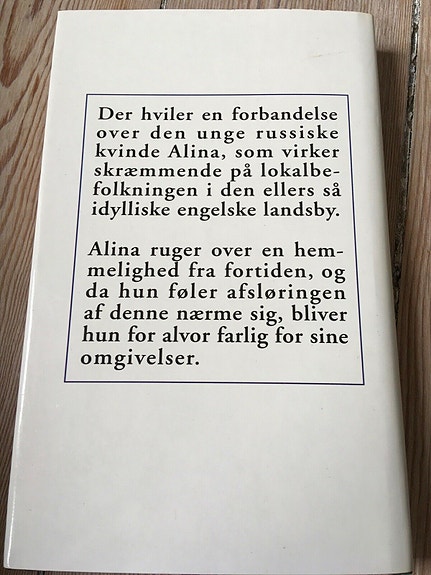 Der hviler en forbandelse
over den unge russiske
kvinde Alina, som virker
skræmmende på lokalbe-
folkningen i den ellers så
idylliske engelske landsby.
Alina ruger over en hem-
melighed fra fortiden, og
da hun føler afsløringen
af denne nærme sig, bliver
hun for alvor farlig for sine
omgivelser.